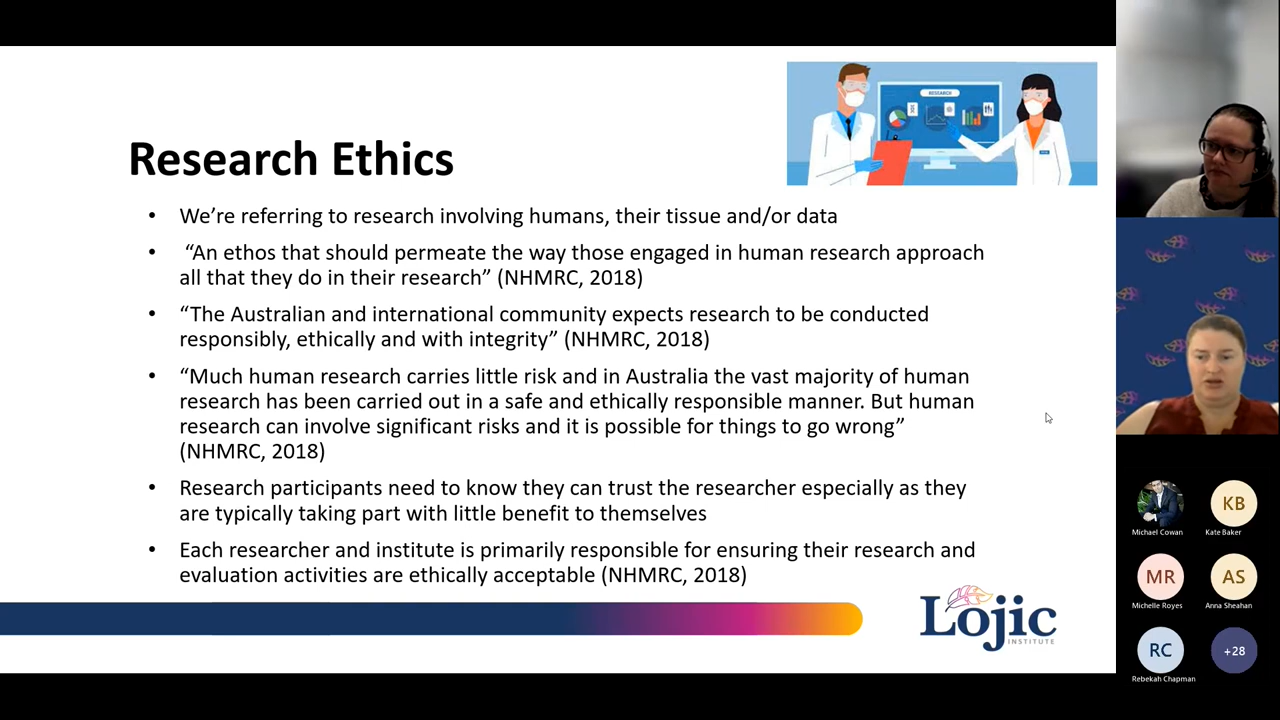 RESEARCH
Research Ethics
• We’re referring to research involving humans, their tissue and/or data
• “An ethos that should permeate the way those engaged in human research approach
all that they do in their research” (NHMRC, 2018)
• “The Australian and international community expects research to be conducted
responsibly, ethically and with integrity” (NHMRC, 2018)
• “Much human research carries little risk and in Australia the vast majority of human
research has been carried out in a safe and ethically responsible manner. But human
research can involve significant risks and it is possible for things to go wrong”
(NHMRC, 2018)
• Research participants need to know they can trust the researcher especially as they
are typically taking part with little benefit to themselves
• Each researcher and institute is primarily responsible for ensuring their research and
evaluation activities are ethically acceptable (NHMRC, 2018)
Lojic
INSTITUTE
KB
Michael Cowan
Kate Baker
MR
AS
Michelle Royes
Anna Sheahan
RC
+28
Rebekah Chapman